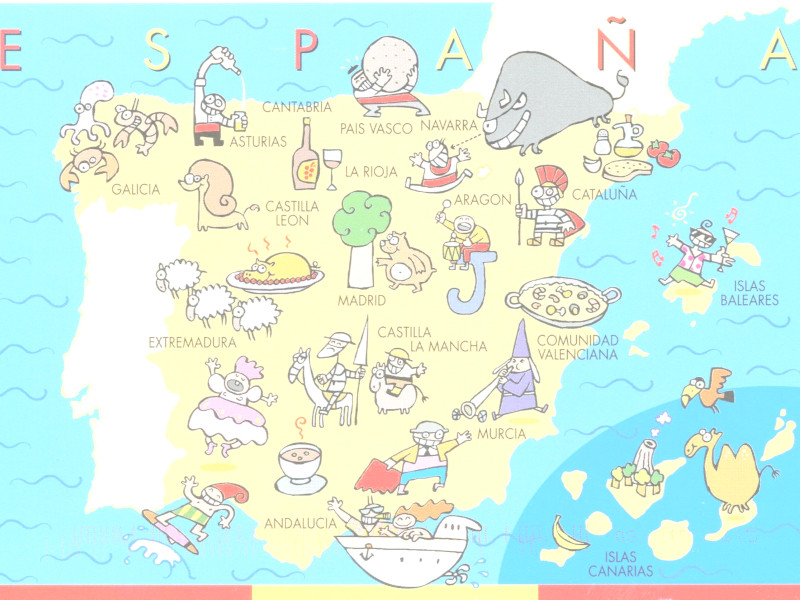 ESPAÑA
CANTABRIA
ASTURIAS
PAIS VASCO
NAVARRA
LA RIOJA
GALICIA
CASTILLA
LEON
ARAGON
CATALUÑA
MADRID
ISLAS
BALEARES
EXTREMADURA
CASTILLA
LA MANCHA
COMUNIDAD
VALENCIANA
MURCIA
ANDALUCIA
ISLAS
CANARIAS